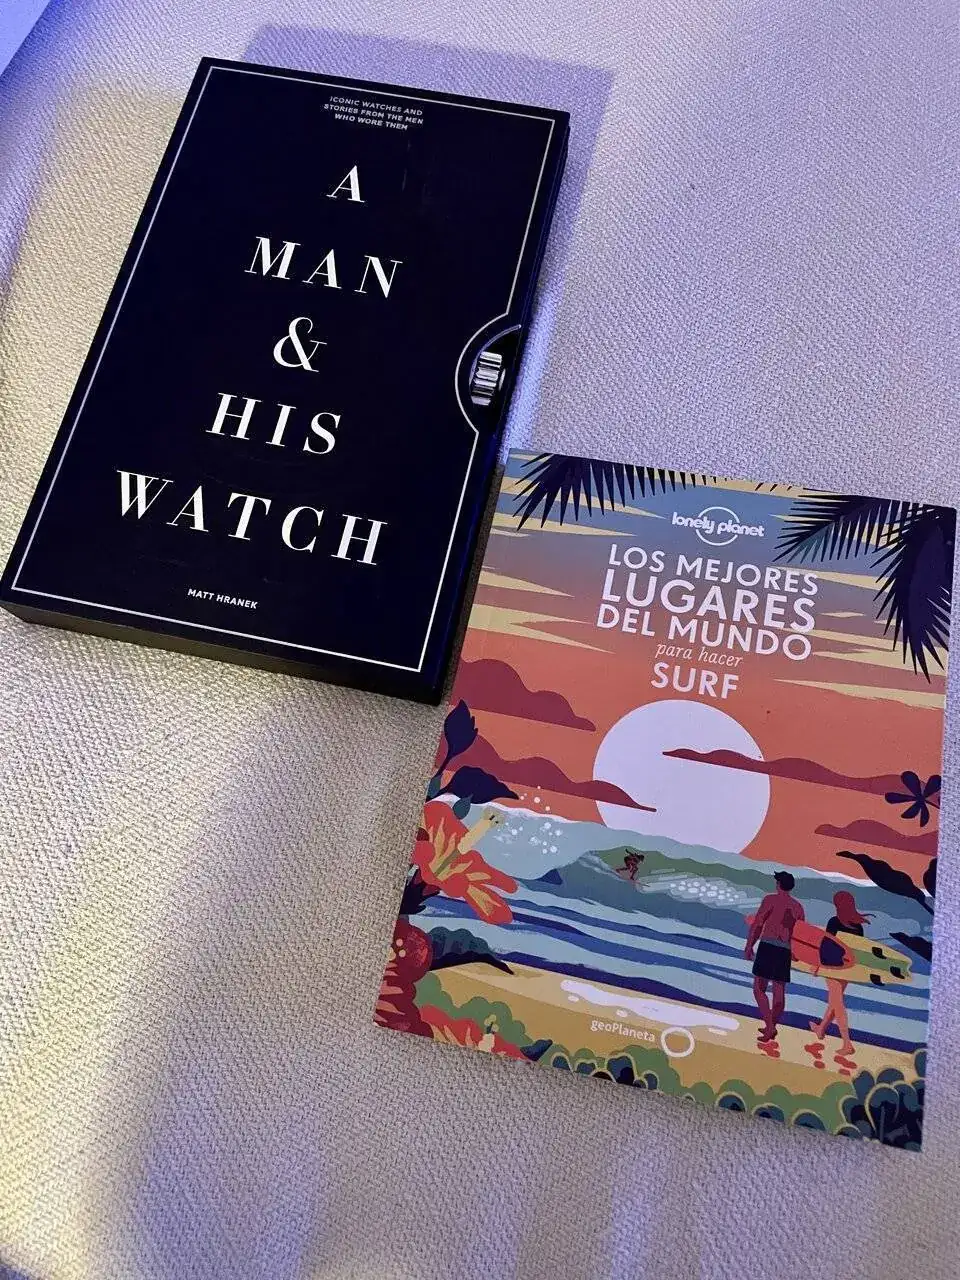 ICONIC WATCHES AND
STORIES FROM THE MEN
WHO WORE THEM
A
MAN
&
HIS
WATCH
MATT HRANEK
lonely planet
LOS MEJORES
LUGARES
DEL MUNDO
para hacer
SURF
geoPlaneta